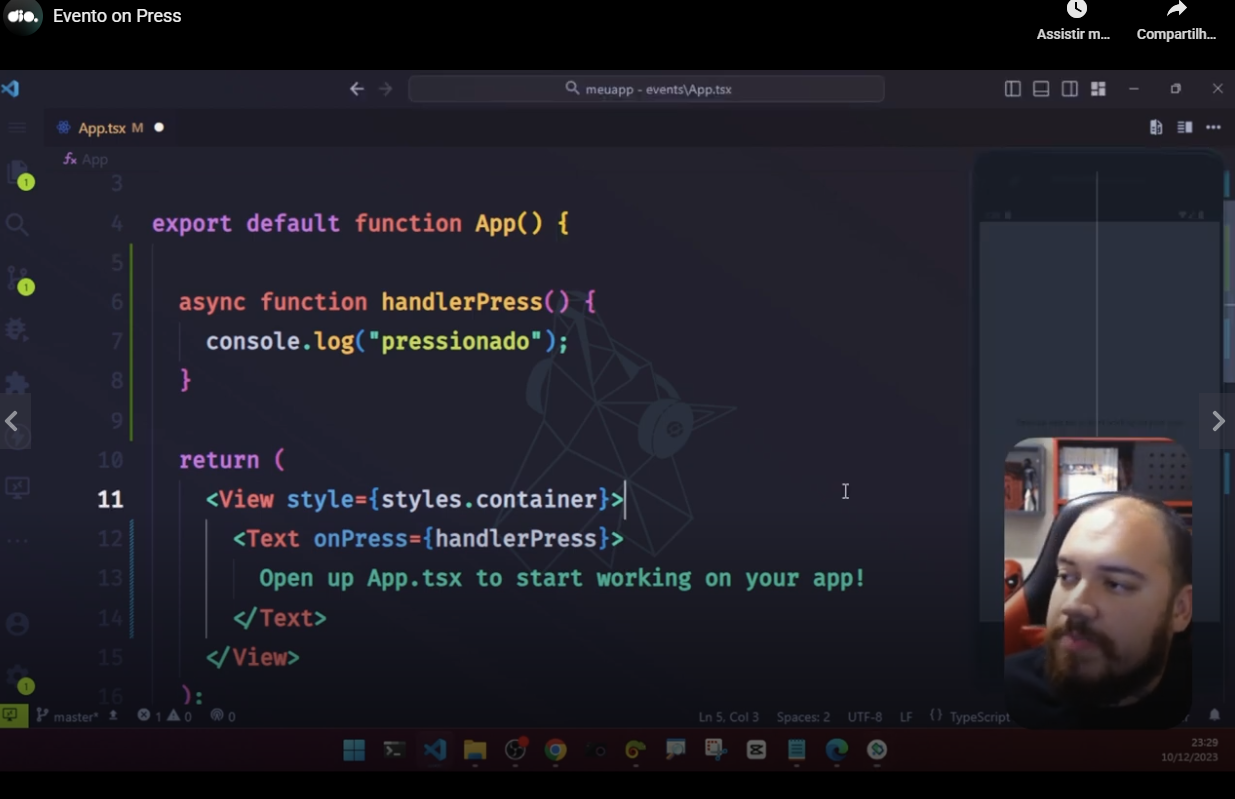 dio.
Evento on Press
Assistir m...
Compartilh...
meuapp - events\App.tsx
App.tsx M
App
3
4 export default function App() {
5
6 async function handlerPress() {
7 console.log("pressionado");
8 }
9
10 return (
11 <View style={styles.container}>
12 <Text onPress={handlerPress}>
13 Open up App.tsx to start working on your app!
14 </Text>
15 </View>
16 );
1
1
1
master* 1 0 0
Ln 5, Col 3 Spaces: 2 UTF-8 LF {} TypeScript
23:29
10/12/2023